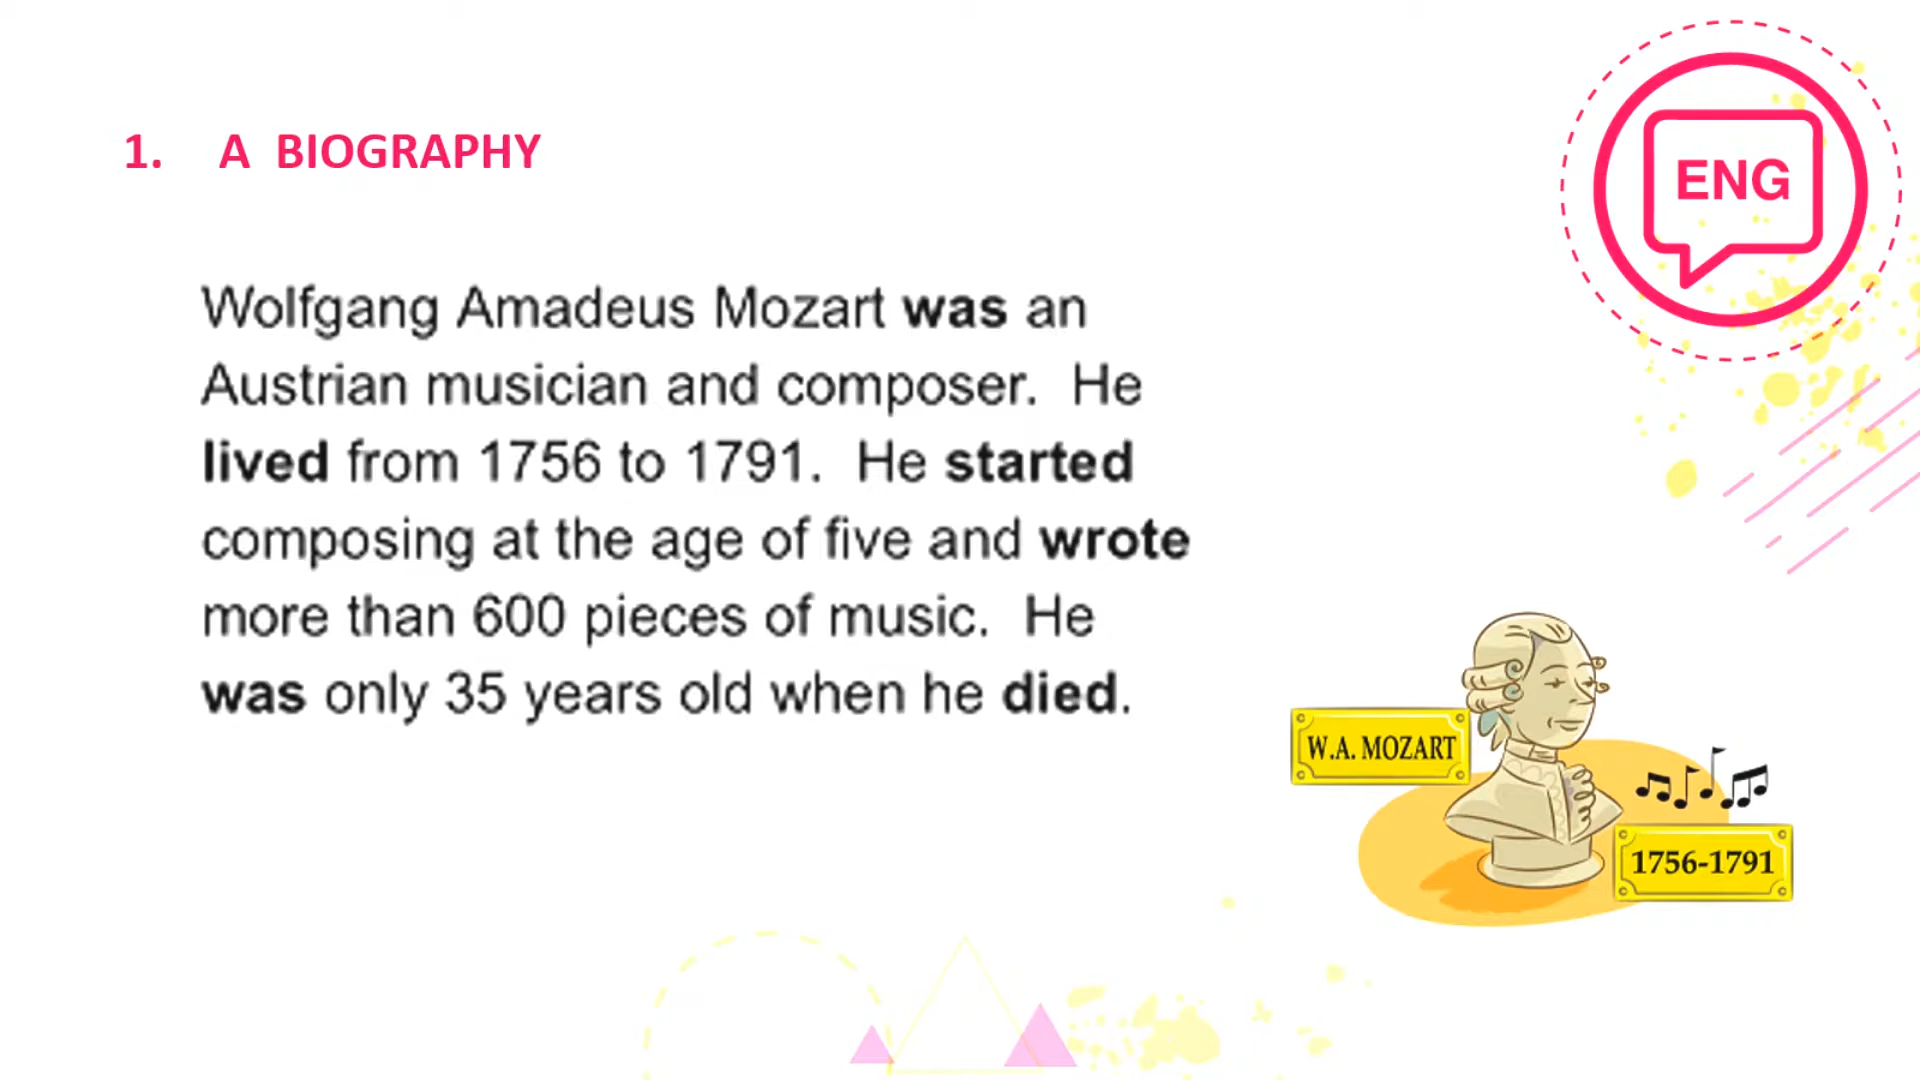 ENG
1. A BIOGRAPHY
Wolfgang Amadeus Mozart was an
Austrian musician and composer. He
lived from 1756 to 1791. He started
composing at the age of five and wrote
more than 600 pieces of music. He
was only 35 years old when he died.
W.A. MOZART
1756-1791